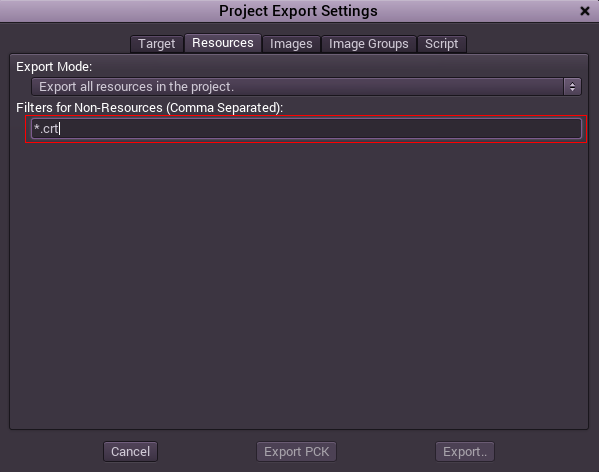 Project Export Settings
Target Resources Images Image Groups Script
Export Mode:
Export all resources in the project.
Filters for Non-Resources (Comma Separated):
*.crt
Cancel Export PCK Export..